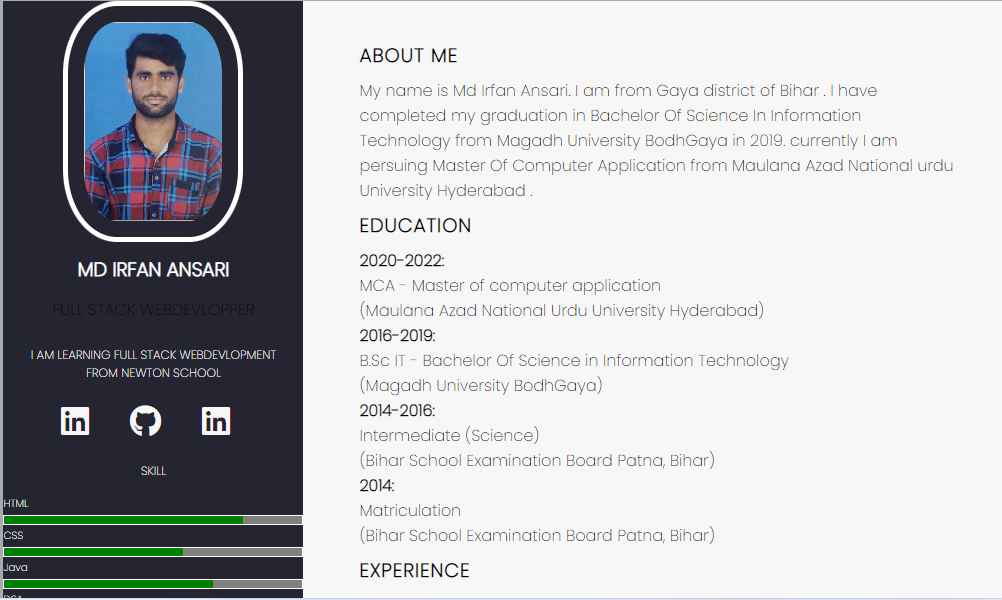 MD IRFAN ANSARI
FULL STACK WEBDEVLOPPER
I AM LEARNING FULL STACK WEBDEVLOPMENT
FROM NEWTON SCHOOL
in
in
SKILL
HTML
CSS
Java
ABOUT ME
My name is Md Irfan Ansari. I am from Gaya district of Bihar . I have
completed my graduation in Bachelor Of Science In Information
Technology from Magadh University BodhGaya in 2019. currently I am
persuing Master Of Computer Application from Maulana Azad National urdu
University Hyderabad .
EDUCATION
2020-2022:
MCA - Master of computer application
(Maulana Azad National Urdu University Hyderabad)
2016-2019:
B.Sc IT - Bachelor Of Science in Information Technology
(Magadh University BodhGaya)
2014-2016:
Intermediate (Science)
(Bihar School Examination Board Patna, Bihar)
2014:
Matriculation
(Bihar School Examination Board Patna, Bihar)
EXPERIENCE